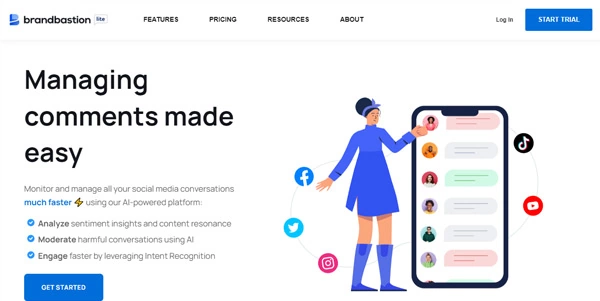 brandbastion lite
FEATURES
PRICING
RESOURCES
ABOUT
Log In
START TRIAL
Managing
comments made
easy
Monitor and manage all your social media conversations
much faster ⚡ using our AI-powered platform:
Analyze sentiment insights and content resonance
Moderate harmful conversations using AI
Engage faster by leveraging Intent Recognition
GET STARTED